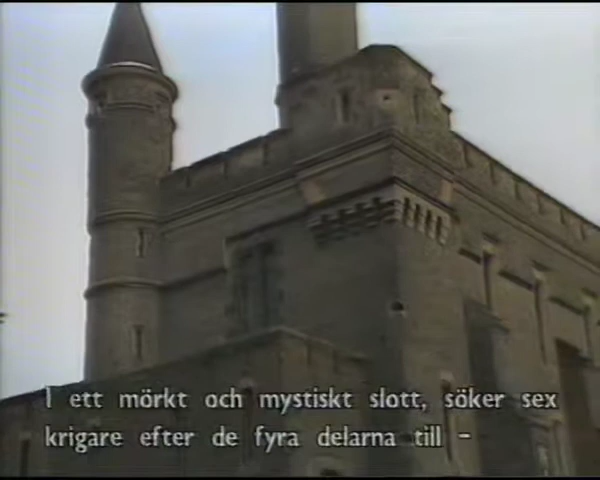 I ett mörkt och mystiskt slott, söker sex
krigare efter de fyra delarna till -